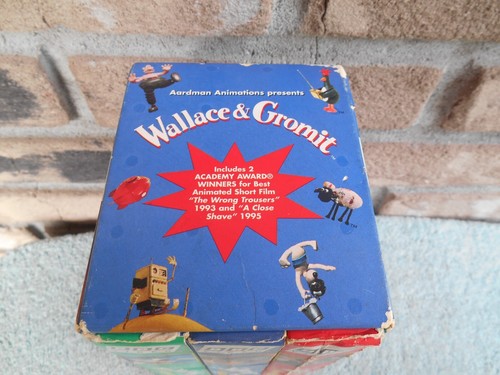 Aardman Animations presents
Wallace & Gromit
Includes 2
ACADEMY AWARD®
WINNERS for Best
Animated Short Film
"The Wrong Trousers"
1993 and "A Close
Shave" 1995